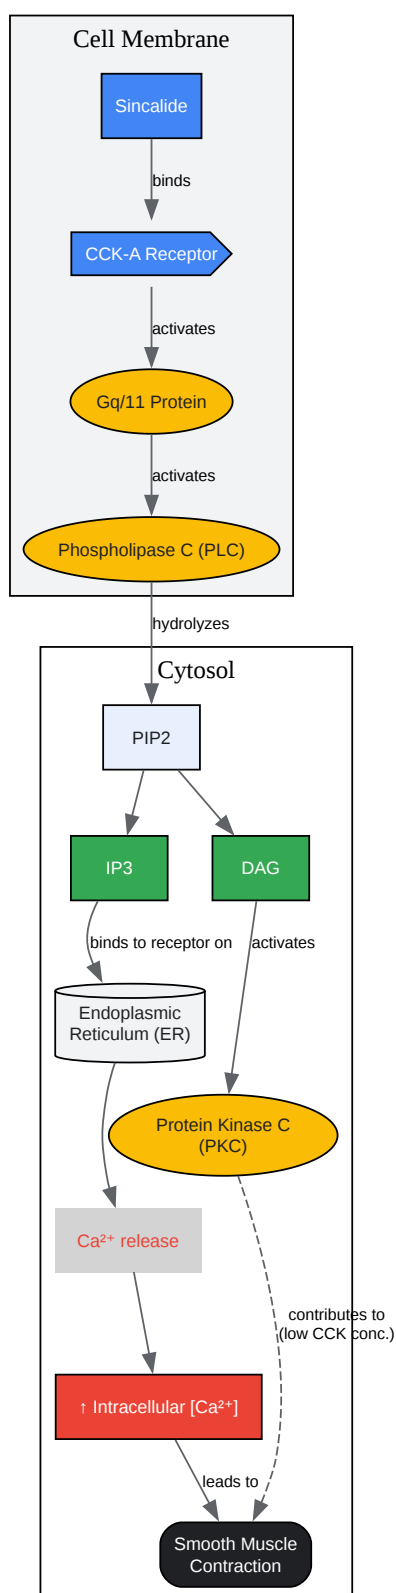 Cell Membrane
Sincalide
binds
CCK-A Receptor
activates
Gq/11 Protein
activates
Phospholipase C (PLC)
hydrolyzes
Cytosol
PIP2
IP3
DAG
binds to receptor on
activates
Endoplasmic
Reticulum (ER)
Protein Kinase C
(PKC)
Ca²⁺ release
contributes to
(low CCK conc.)
↑ Intracellular [Ca²⁺]
leads to
Smooth Muscle
Contraction